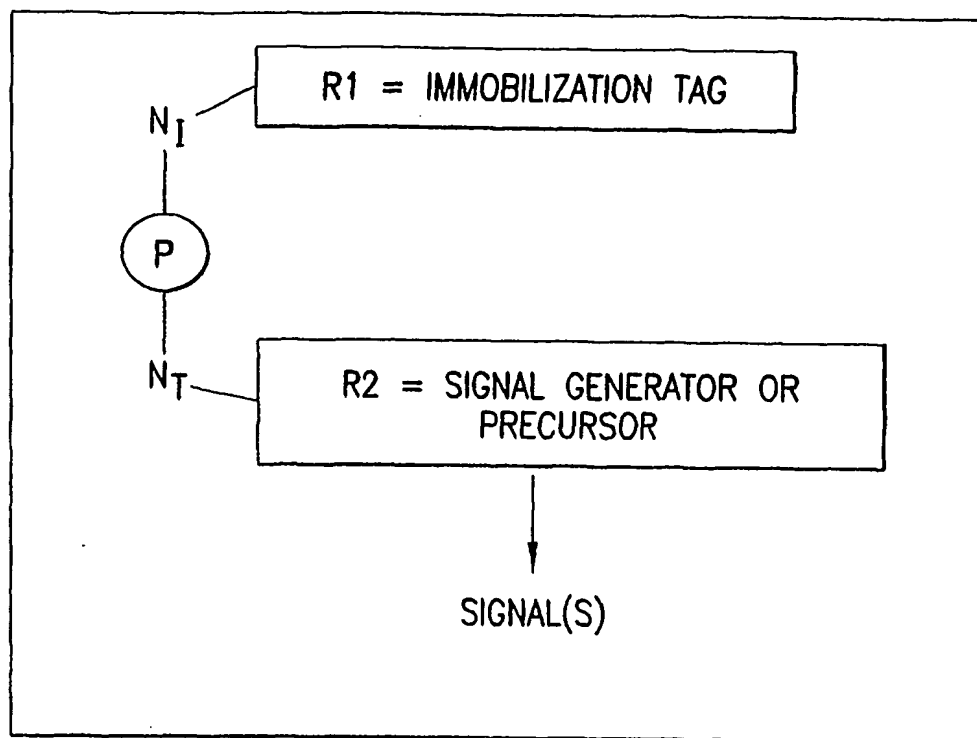 R1 = IMMOBILIZATION TAG
N_I
P
N_T
R2 = SIGNAL GENERATOR OR
PRECURSOR
SIGNAL(S)